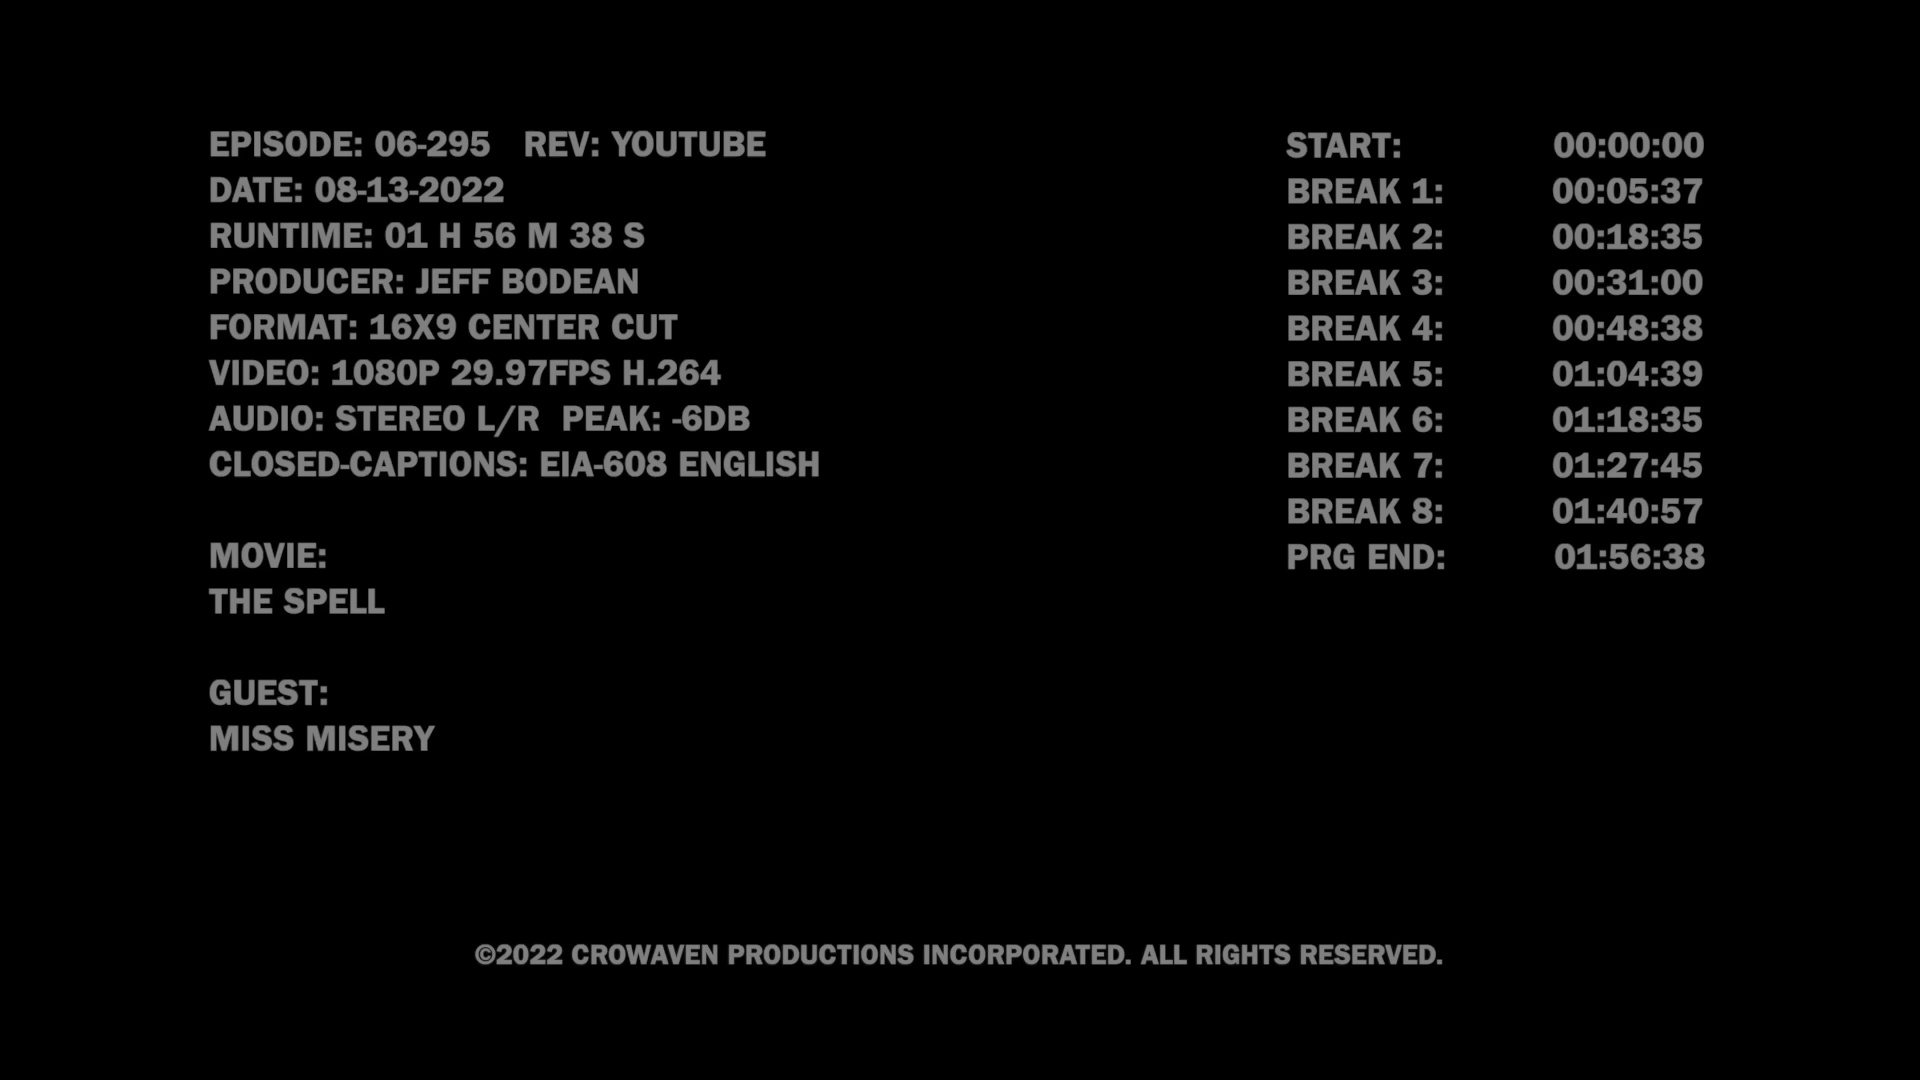 EPISODE: 06-295 REV: YOUTUBE
DATE: 08-13-2022
RUNTIME: 01 H 56 M 38 S
PRODUCER: JEFF BODEAN
FORMAT: 16X9 CENTER CUT
VIDEO: 1080P 29.97FPS H.264
AUDIO: STEREO L/R PEAK: -6DB
CLOSED-CAPTIONS: EIA-608 ENGLISH
MOVIE:
THE SPELL
GUEST:
MISS MISERY
START: 00:00:00
BREAK 1: 00:05:37
BREAK 2: 00:18:35
BREAK 3: 00:31:00
BREAK 4: 00:48:38
BREAK 5: 01:04:39
BREAK 6: 01:18:35
BREAK 7: 01:27:45
BREAK 8: 01:40:57
PRG END: 01:56:38
©2022 CROWAVEN PRODUCTIONS INCORPORATED. ALL RIGHTS RESERVED.